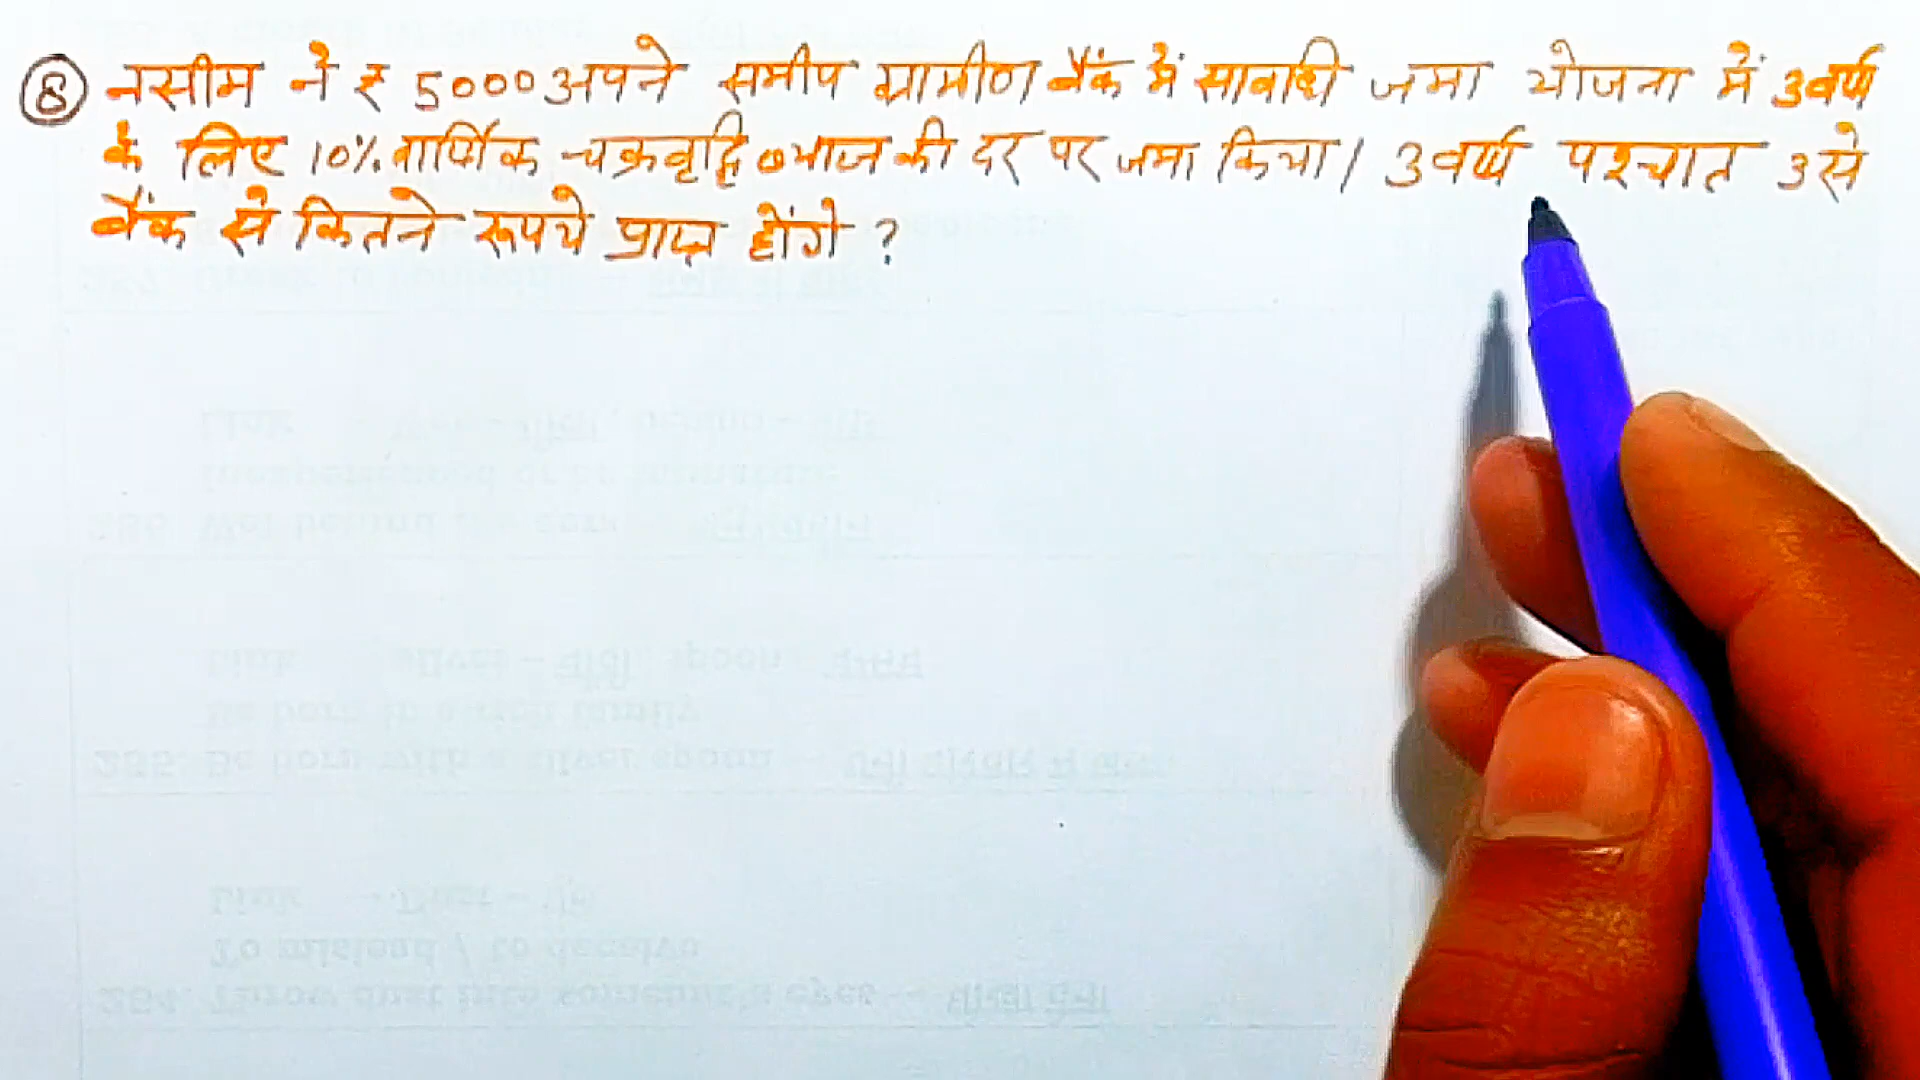 ⑧ नसीम ने ₹ 5000 अपने समीप ग्रामीण बैंक में सावधि जमा योजना में 3 वर्ष
के लिए 10% वार्षिक चक्रवृद्धि ब्याज की दर पर जमा किया। 3 वर्ष पश्चात उसे
बैंक से कितने रूपये प्राप्त होंगे ?